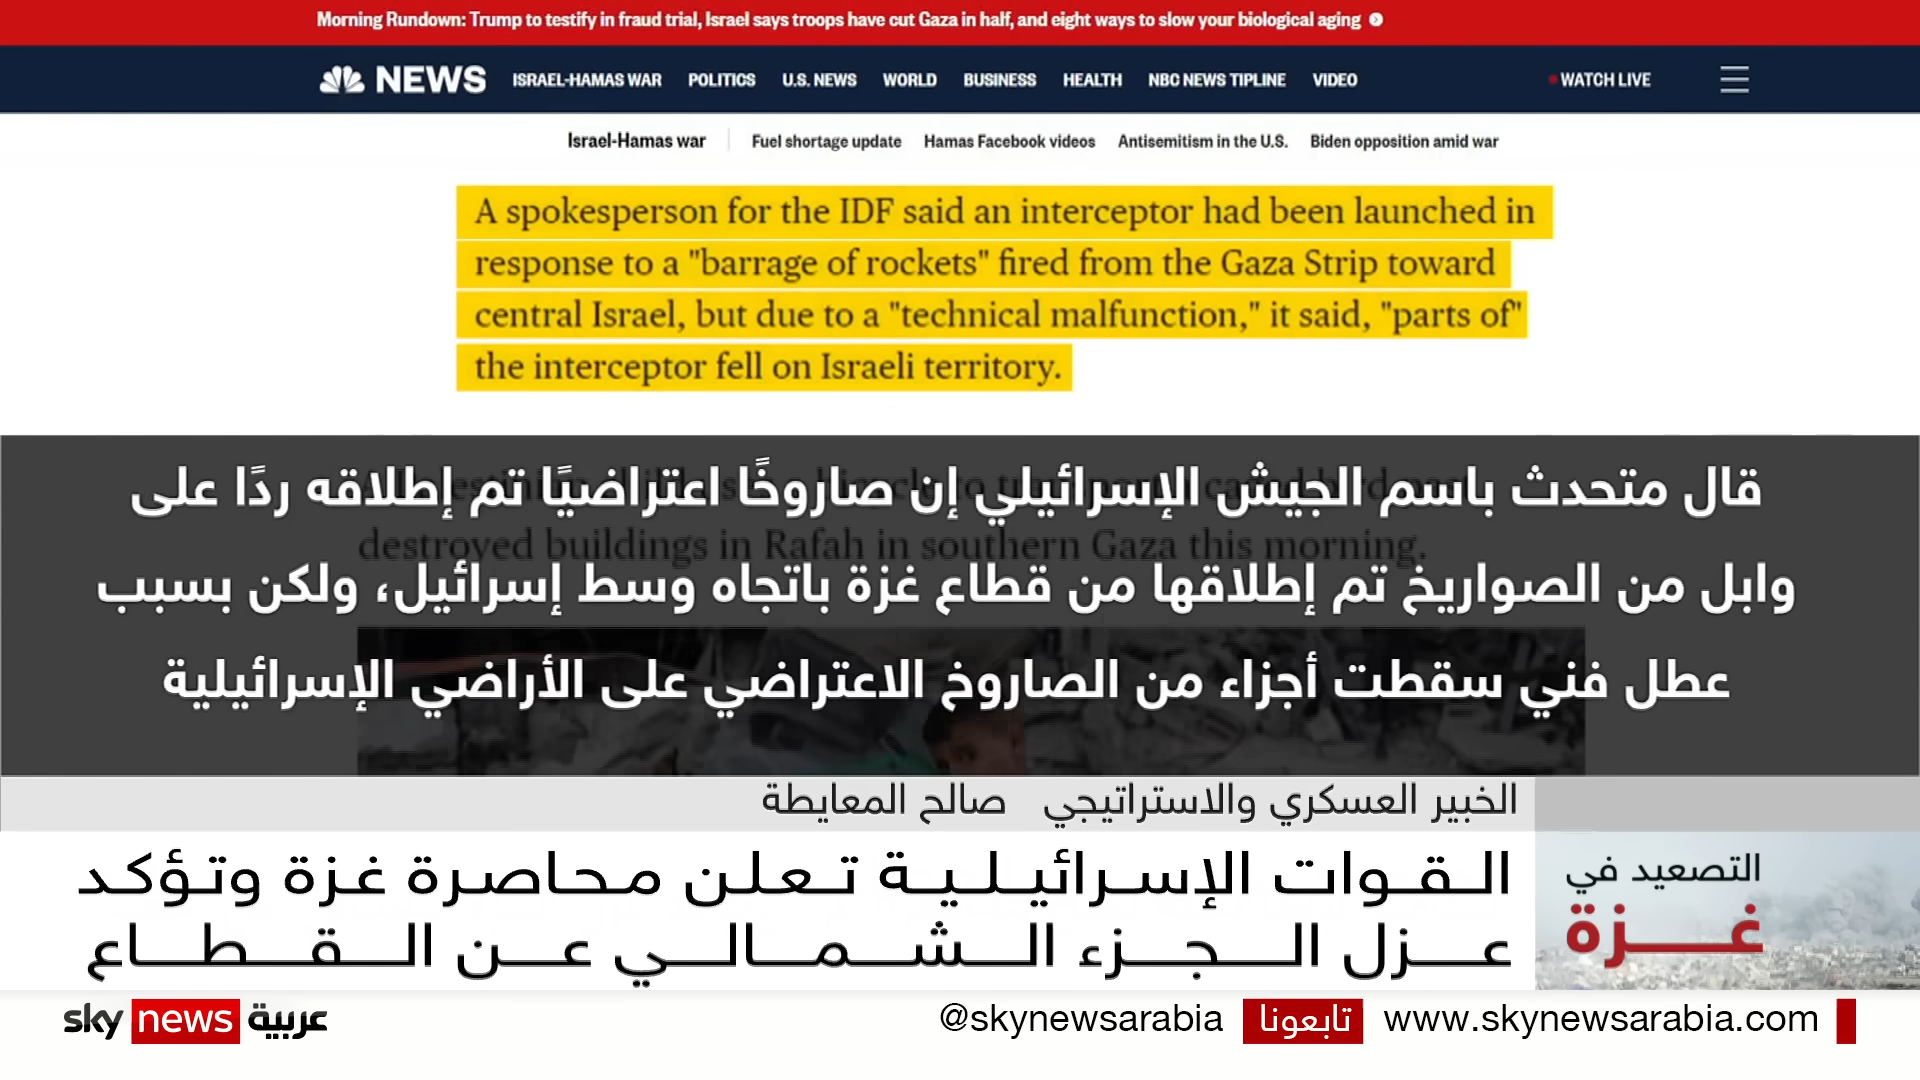 Morning Rundown: Trump to testify in fraud trial, Israel says troops have cut Gaza in half, and eight ways to slow your biological aging
NEWS ISRAEL-HAMAS WAR POLITICS U.S. NEWS WORLD BUSINESS HEALTH NBC NEWS TIPLINE VIDEO WATCH LIVE
Israel-Hamas war Fuel shortage update Hamas Facebook videos Antisemitism in the U.S. Biden opposition amid war
A spokesperson for the IDF said an interceptor had been launched in
response to a "barrage of rockets" fired from the Gaza Strip toward
central Israel, but due to a "technical malfunction," it said, "parts of"
the interceptor fell on Israeli territory.
قال متحدث باسم الجيش الإسرائيلي إن صاروخًا اعتراضيًا تم إطلاقه ردًا على
destroyed buildings in Rafah in southern Gaza this morning.
وابل من الصواريخ تم إطلاقها من قطاع غزة باتجاه وسط إسرائيل، ولكن بسبب
عطل فني سقطت أجزاء من الصاروخ الاعتراضي على الأراضي الإسرائيلية
الخبير العسكري والاستراتيجي صالح المعايطة
القوات الإسرائيلية تعلن محاصرة غزة وتؤكد
عزل الجزء الشمالي عن القطاع
التصعيد في
غزة
sky news عربية
@skynewsarabia تابعونا www.skynewsarabia.com